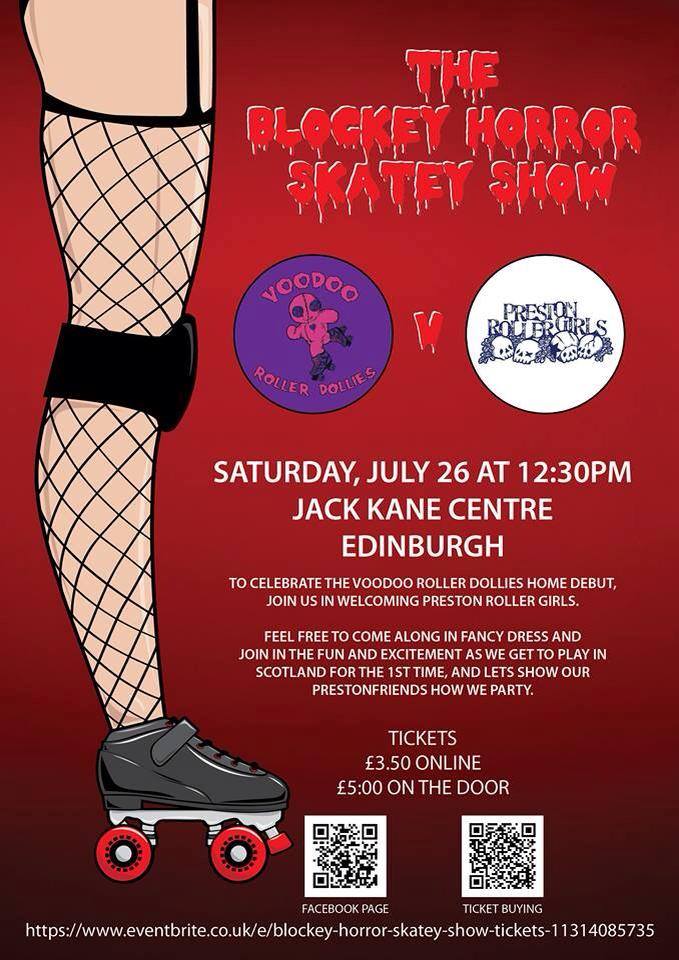 THE
BLOCKEY HORROR
SKATEY SHOW
VOODOO
ROLLER DOLLIES
V
PRESTON
ROLLER GIRLS
SATURDAY, JULY 26 AT 12:30PM
JACK KANE CENTRE
EDINBURGH
TO CELEBRATE THE VOODOO ROLLER DOLLIES HOME DEBUT,
JOIN US IN WELCOMING PRESTON ROLLER GIRLS.
FEEL FREE TO COME ALONG IN FANCY DRESS AND
JOIN IN THE FUN AND EXCITEMENT AS WE GET TO PLAY IN
SCOTLAND FOR THE 1ST TIME, AND LETS SHOW OUR
PRESTONFRIENDS HOW WE PARTY.
TICKETS
£3.50 ONLINE
£5:00 ON THE DOOR
FACEBOOK PAGE
TICKET BUYING
https://www.eventbrite.co.uk/e/blockey-horror-skatey-show-tickets-11314085735